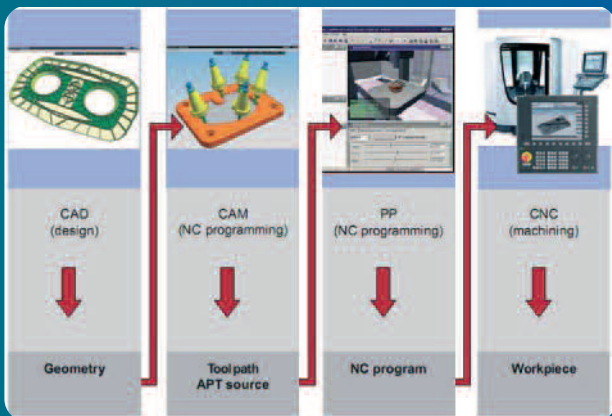 CAD
(design)
Geometry
CAM
(NC programming)
Toolpath
APT source
PP
(NC programming)
NC program
CNC
(machining)
Workpiece